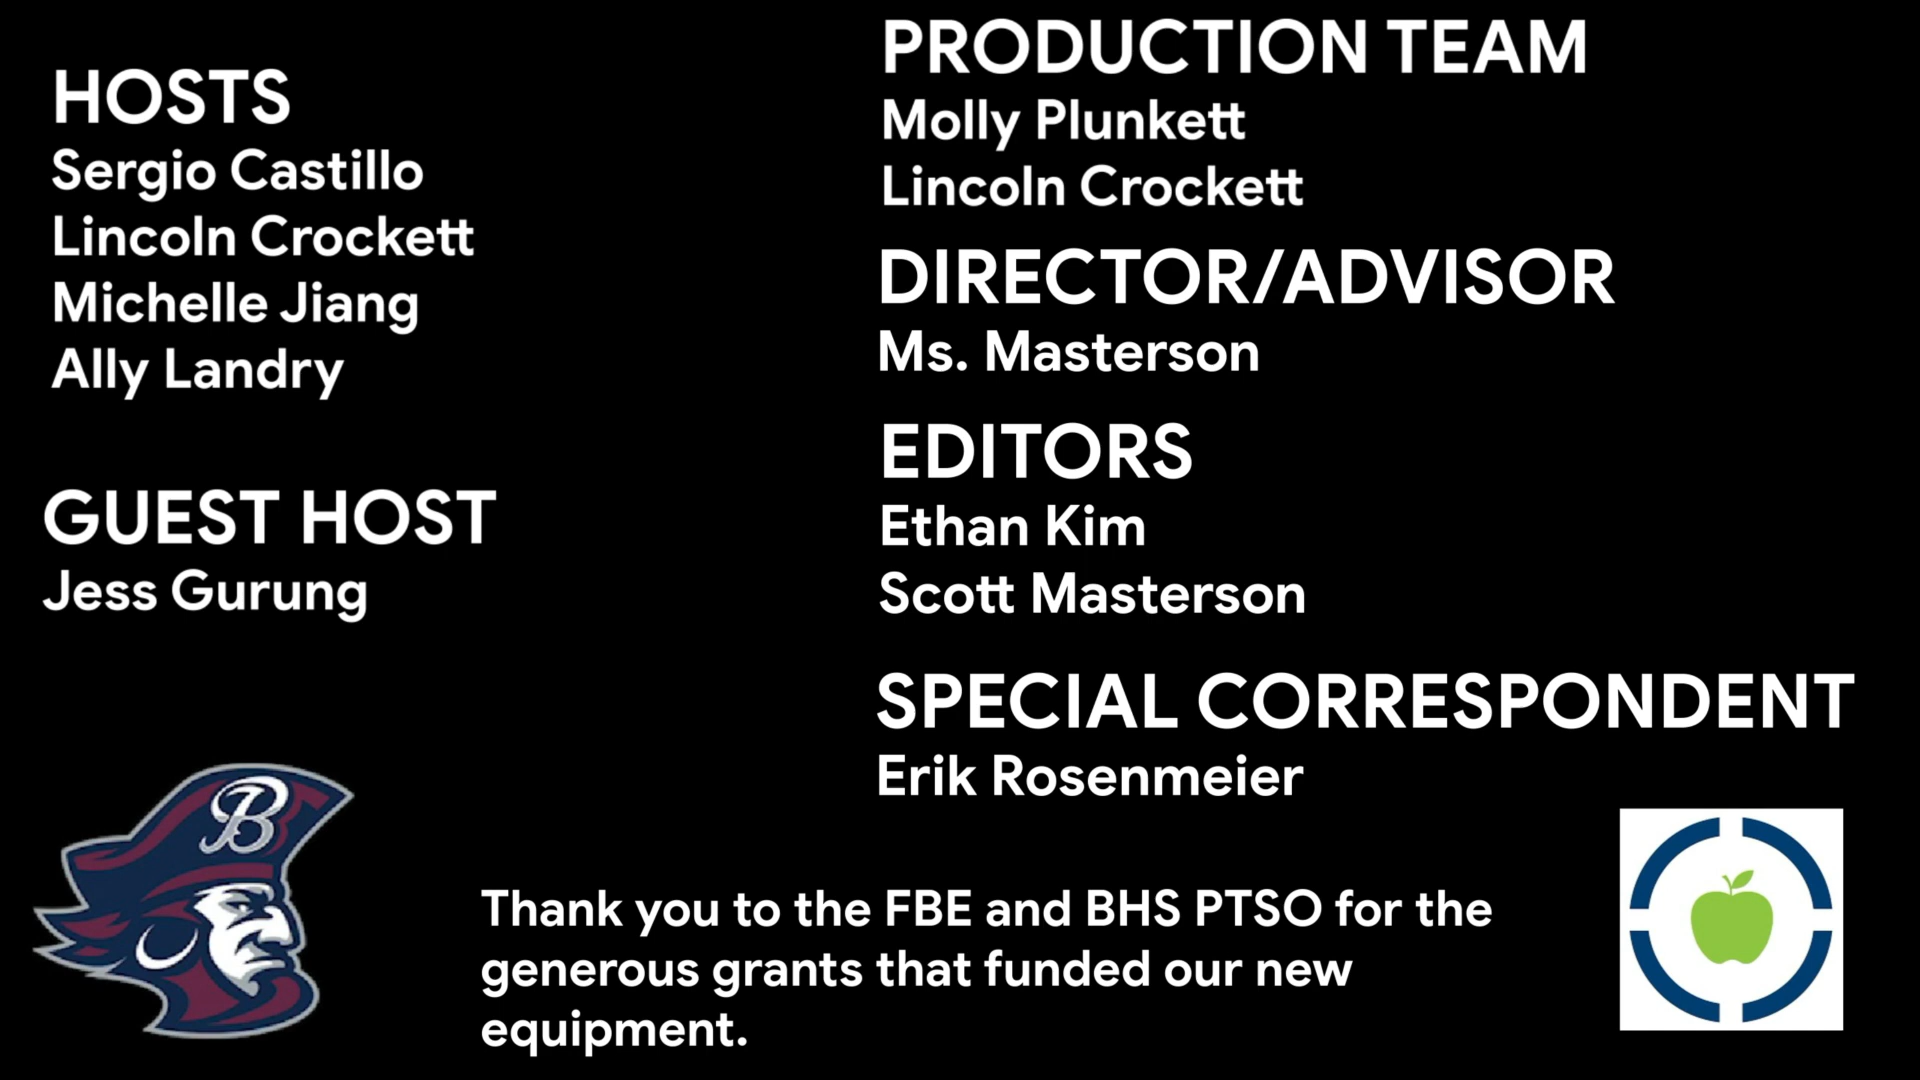 HOSTS
Sergio Castillo
Lincoln Crockett
Michelle Jiang
Ally Landry
GUEST HOST
Jess Gurung
PRODUCTION TEAM
Molly Plunkett
Lincoln Crockett
DIRECTOR/ADVISOR
Ms. Masterson
EDITORS
Ethan Kim
Scott Masterson
SPECIAL CORRESPONDENT
Erik Rosenmeier
B
Thank you to the FBE and BHS PTSO for the
generous grants that funded our new
equipment.